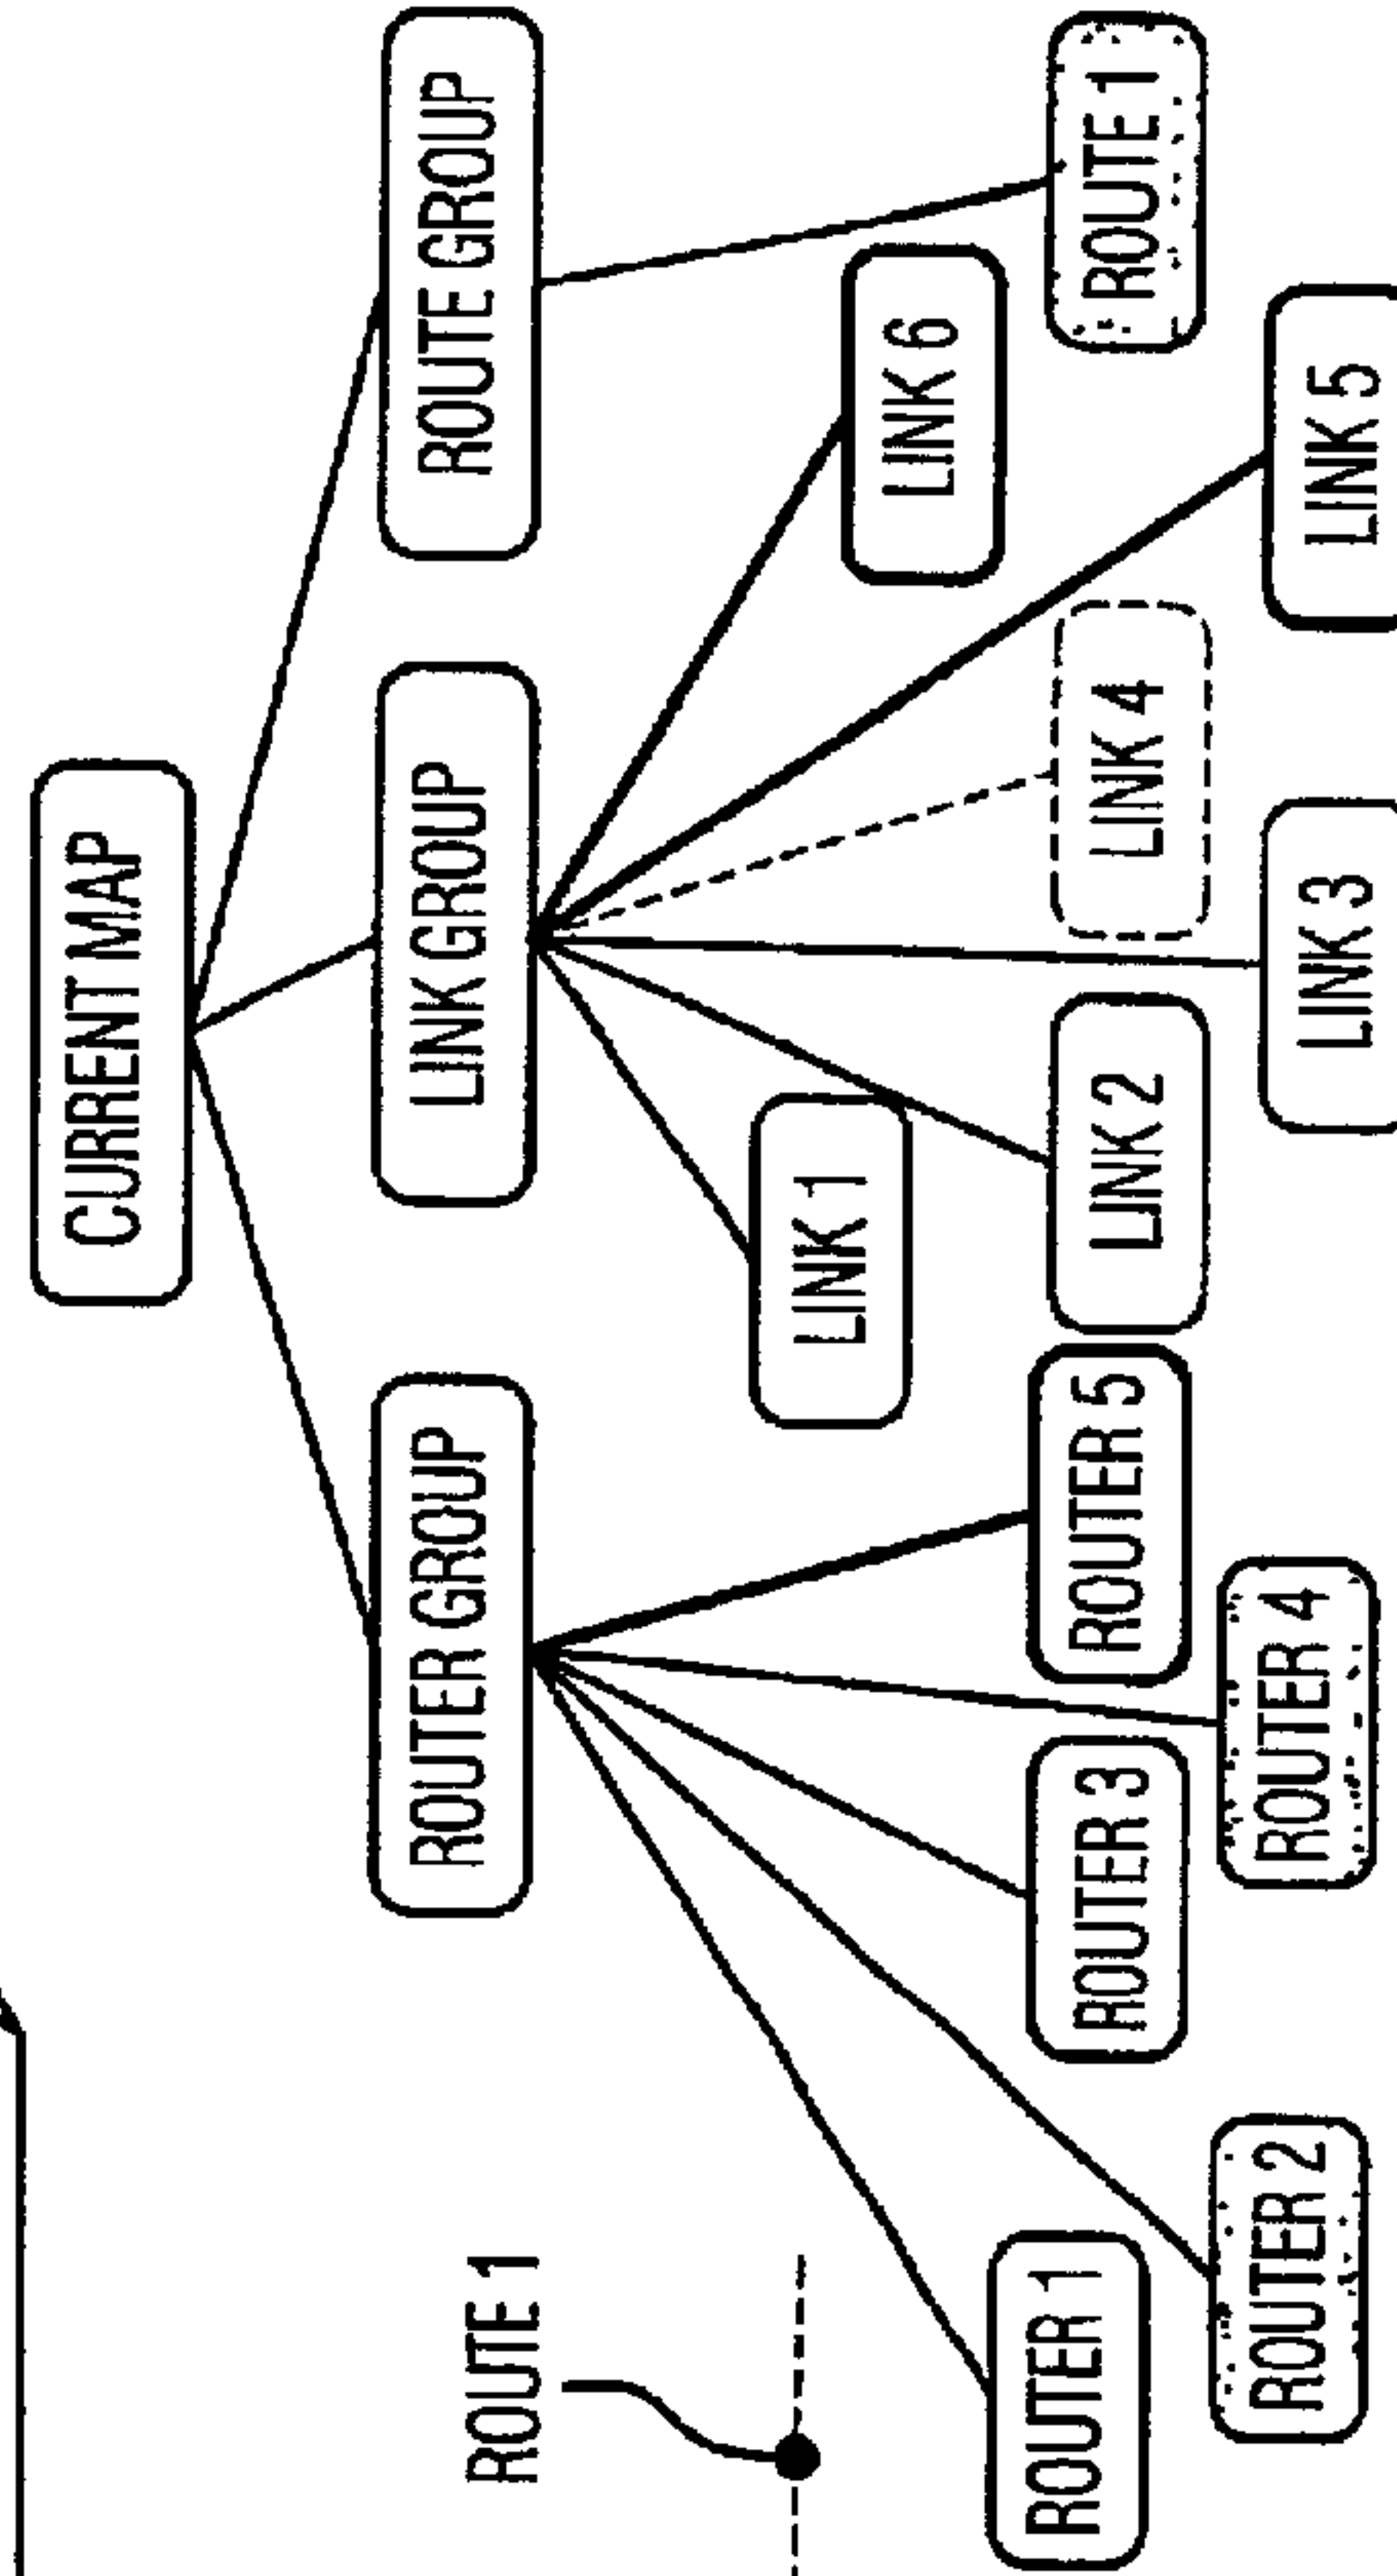 CURRENT MAP
ROUTER GROUP
LINK GROUP
ROUTE GROUP
ROUTE 1
LINK 1
LINK 6
ROUTER 1
ROUTER 3
ROUTER 5
LINK 2
LINK 4
ROUTE 1
ROUTER 2
ROUTER 4
LINK 3
LINK 5